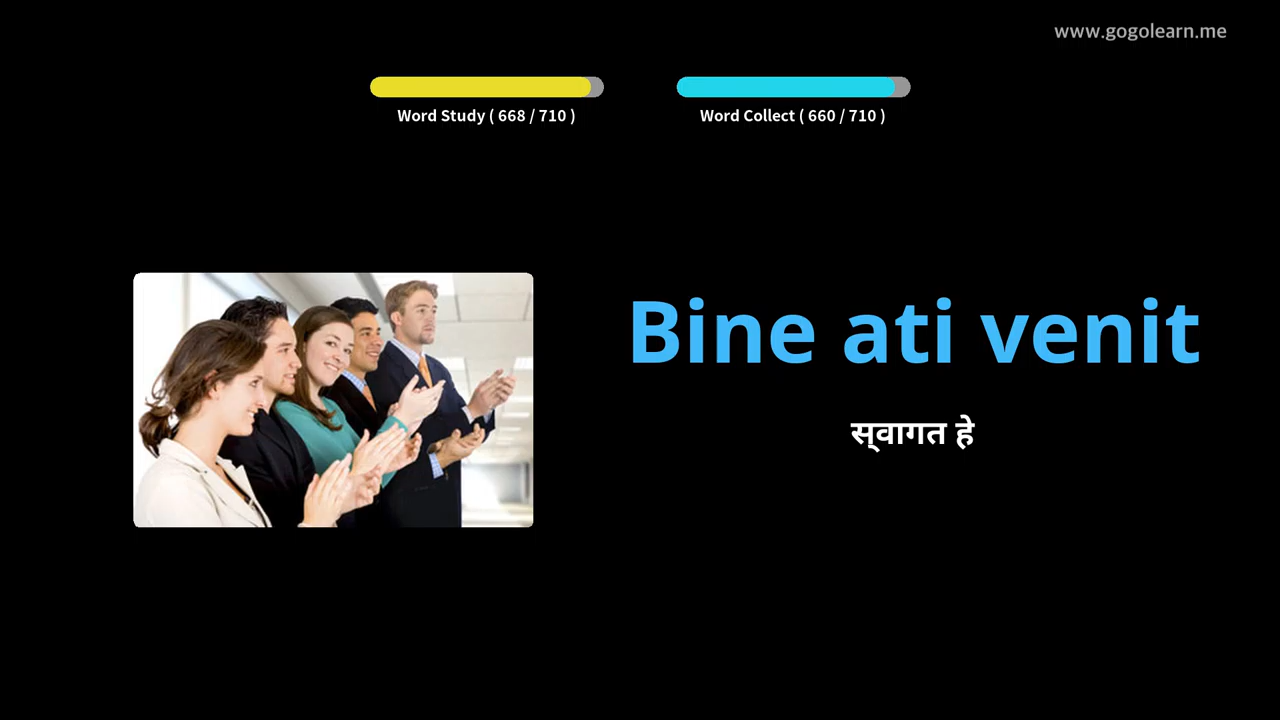 www.gogolearn.me
Word Study ( 668 / 710 )
Word Collect ( 660 / 710 )
Bine ati venit
स्वागत हे